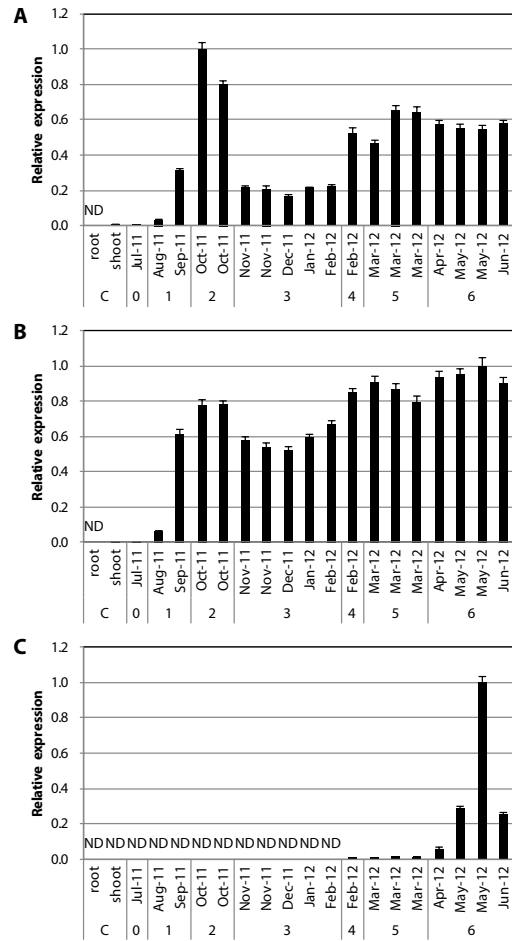 A
Relative expression
1.2
1.0
0.8
0.6
0.4
0.2
0.0
ND
root shoot Jul-11 Aug-11 Sep-11 Oct-11 Oct-11 Nov-11 Nov-11 Dec-11 Jan-12 Feb-12 Feb-12 Mar-12 Mar-12 Mar-12 Apr-12 May-12 May-12 Jun-12
C 0 1 2 3 4 5 6
B
Relative expression
1.2
1.0
0.8
0.6
0.4
0.2
0.0
ND
root shoot Jul-11 Aug-11 Sep-11 Oct-11 Oct-11 Nov-11 Nov-11 Dec-11 Jan-12 Feb-12 Feb-12 Mar-12 Mar-12 Mar-12 Apr-12 May-12 May-12 Jun-12
C 0 1 2 3 4 5 6
C
Relative expression
1.2
1.0
0.8
0.6
0.4
0.2
0.0
ND ND ND ND ND ND ND ND ND ND ND ND
root shoot Jul-11 Aug-11 Sep-11 Oct-11 Oct-11 Nov-11 Nov-11 Dec-11 Jan-12 Feb-12 Feb-12 Mar-12 Mar-12 Mar-12 Apr-12 May-12 May-12 Jun-12
C 0 1 2 3 4 5 6